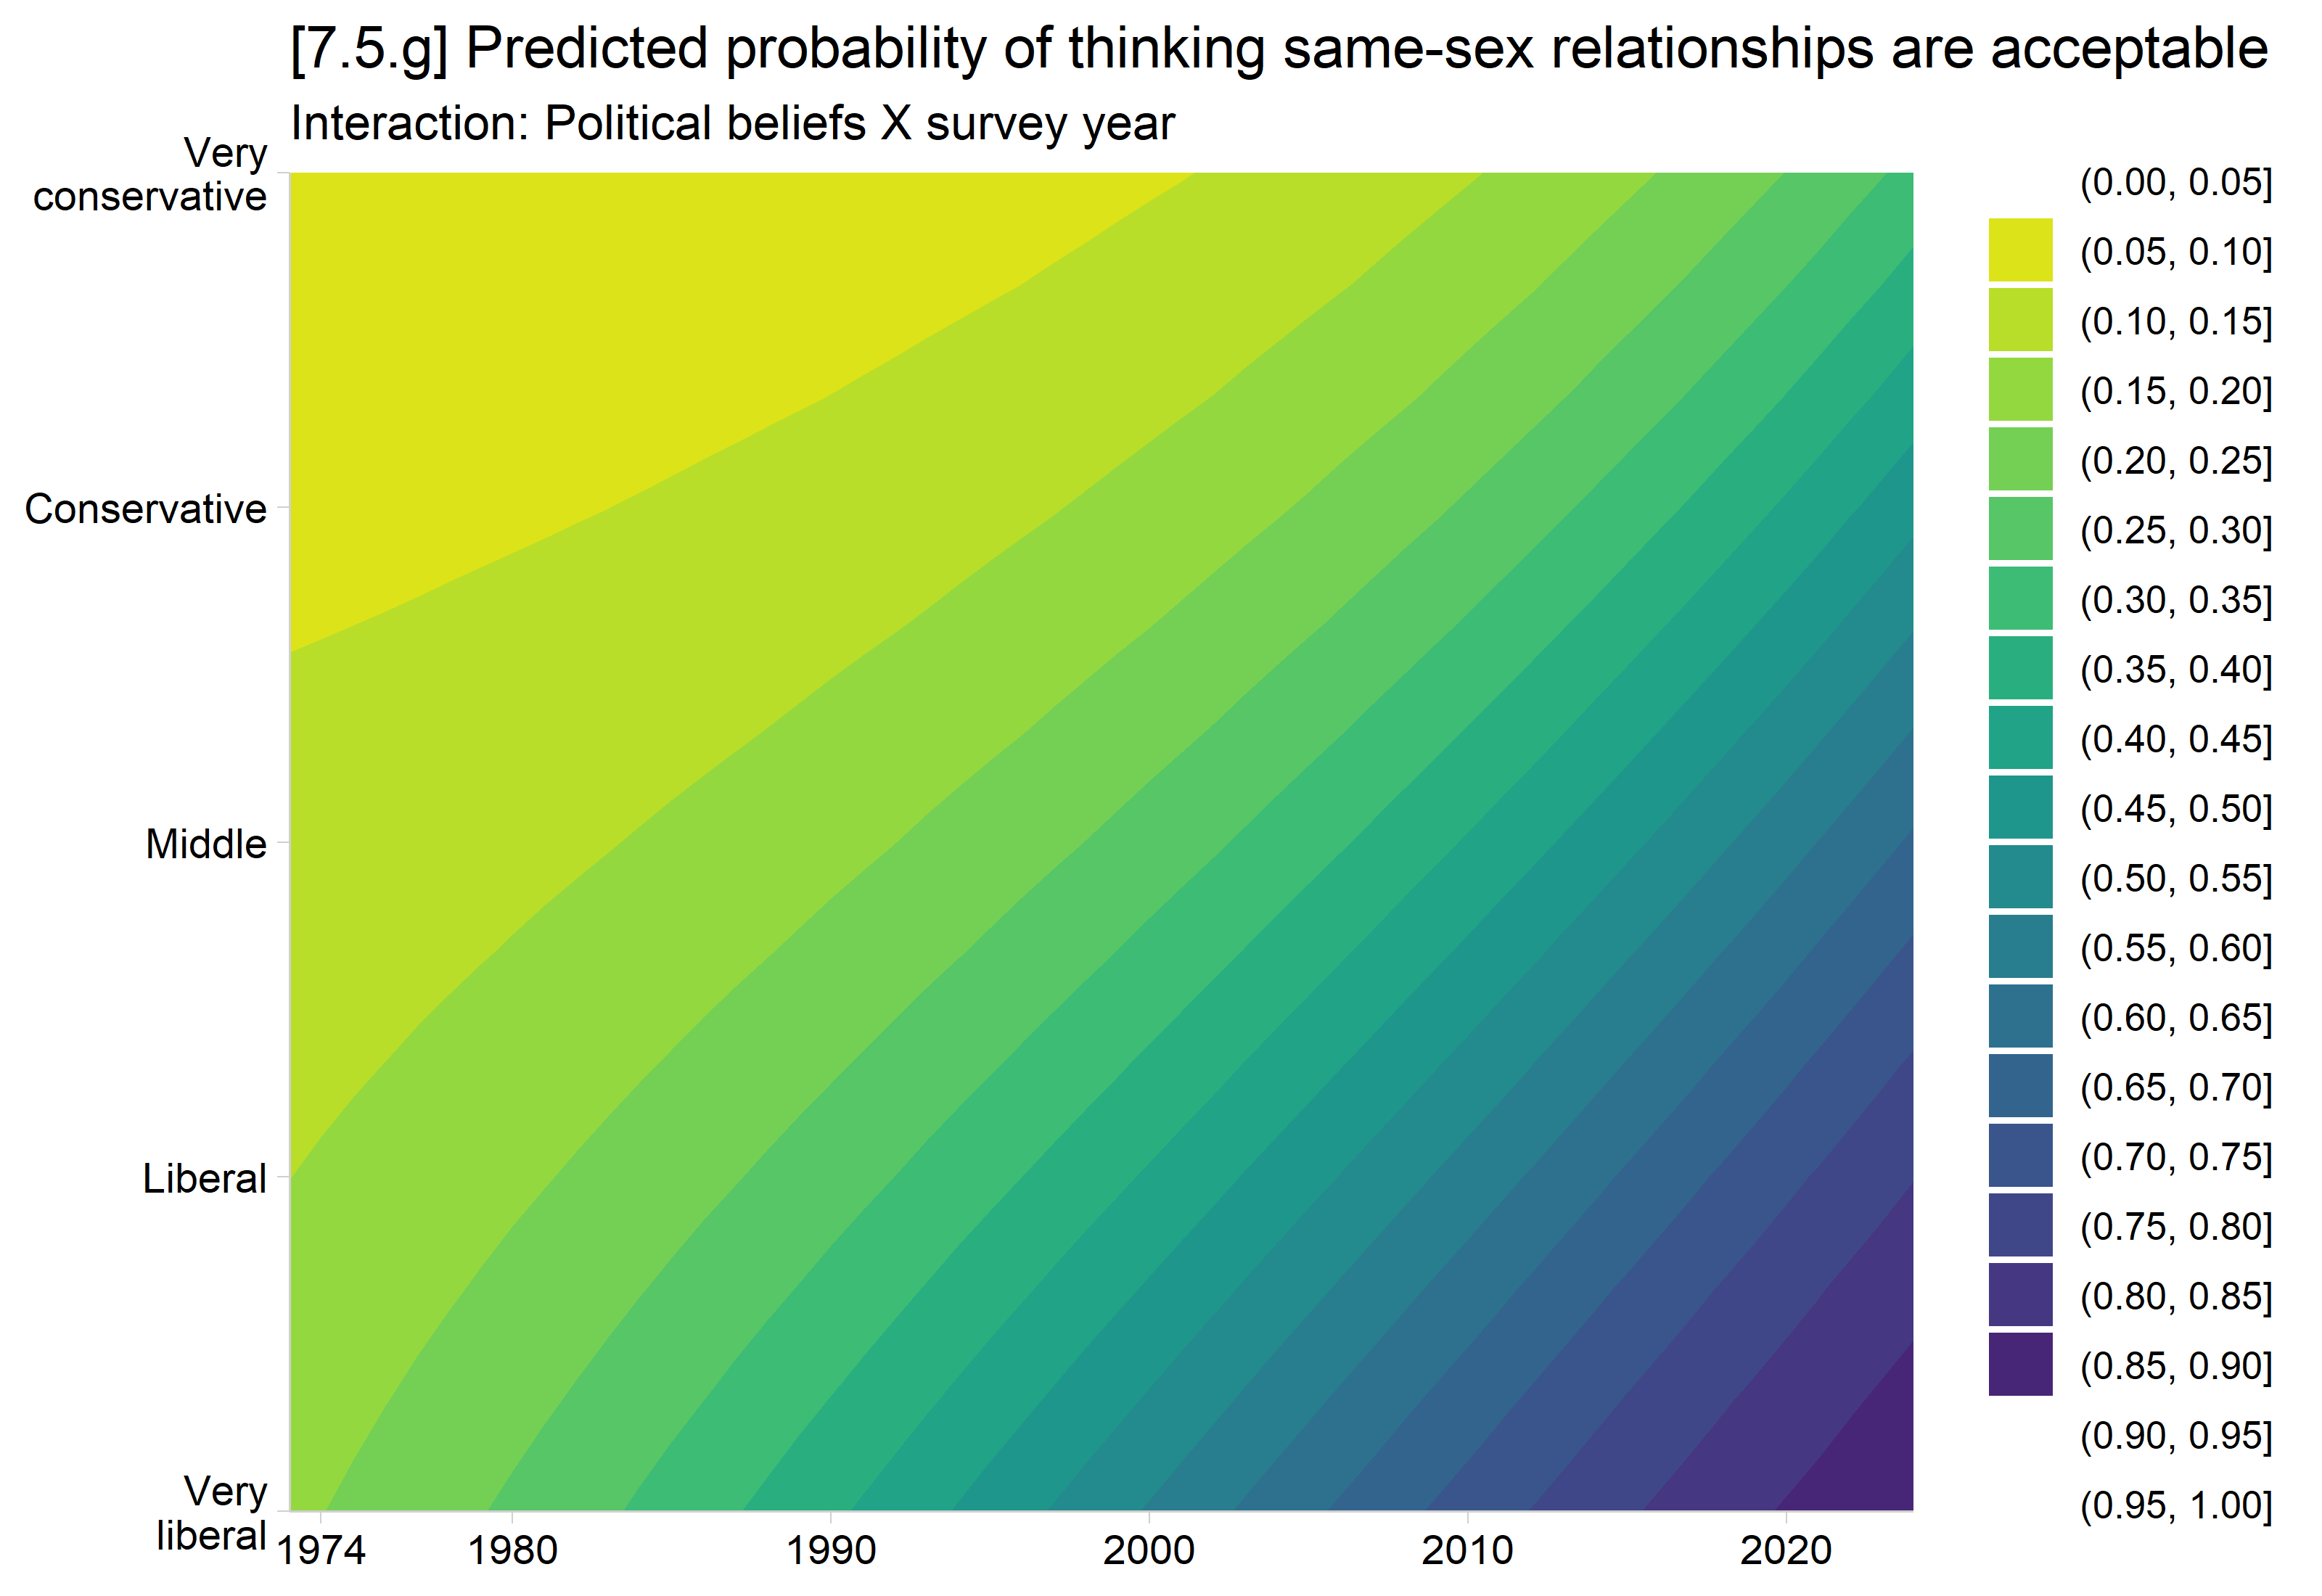 [7.5.g] Predicted probability of thinking same-sex relationships are acceptable
Interaction: Political beliefs X survey year
Very
conservative
Conservative
Middle
Liberal
Very
liberal
1974
1980
1990
2000
2010
2020
(0.00, 0.05]
(0.05, 0.10]
(0.10, 0.15]
(0.15, 0.20]
(0.20, 0.25]
(0.25, 0.30]
(0.30, 0.35]
(0.35, 0.40]
(0.40, 0.45]
(0.45, 0.50]
(0.50, 0.55]
(0.55, 0.60]
(0.60, 0.65]
(0.65, 0.70]
(0.70, 0.75]
(0.75, 0.80]
(0.80, 0.85]
(0.85, 0.90]
(0.90, 0.95]
(0.95, 1.00]